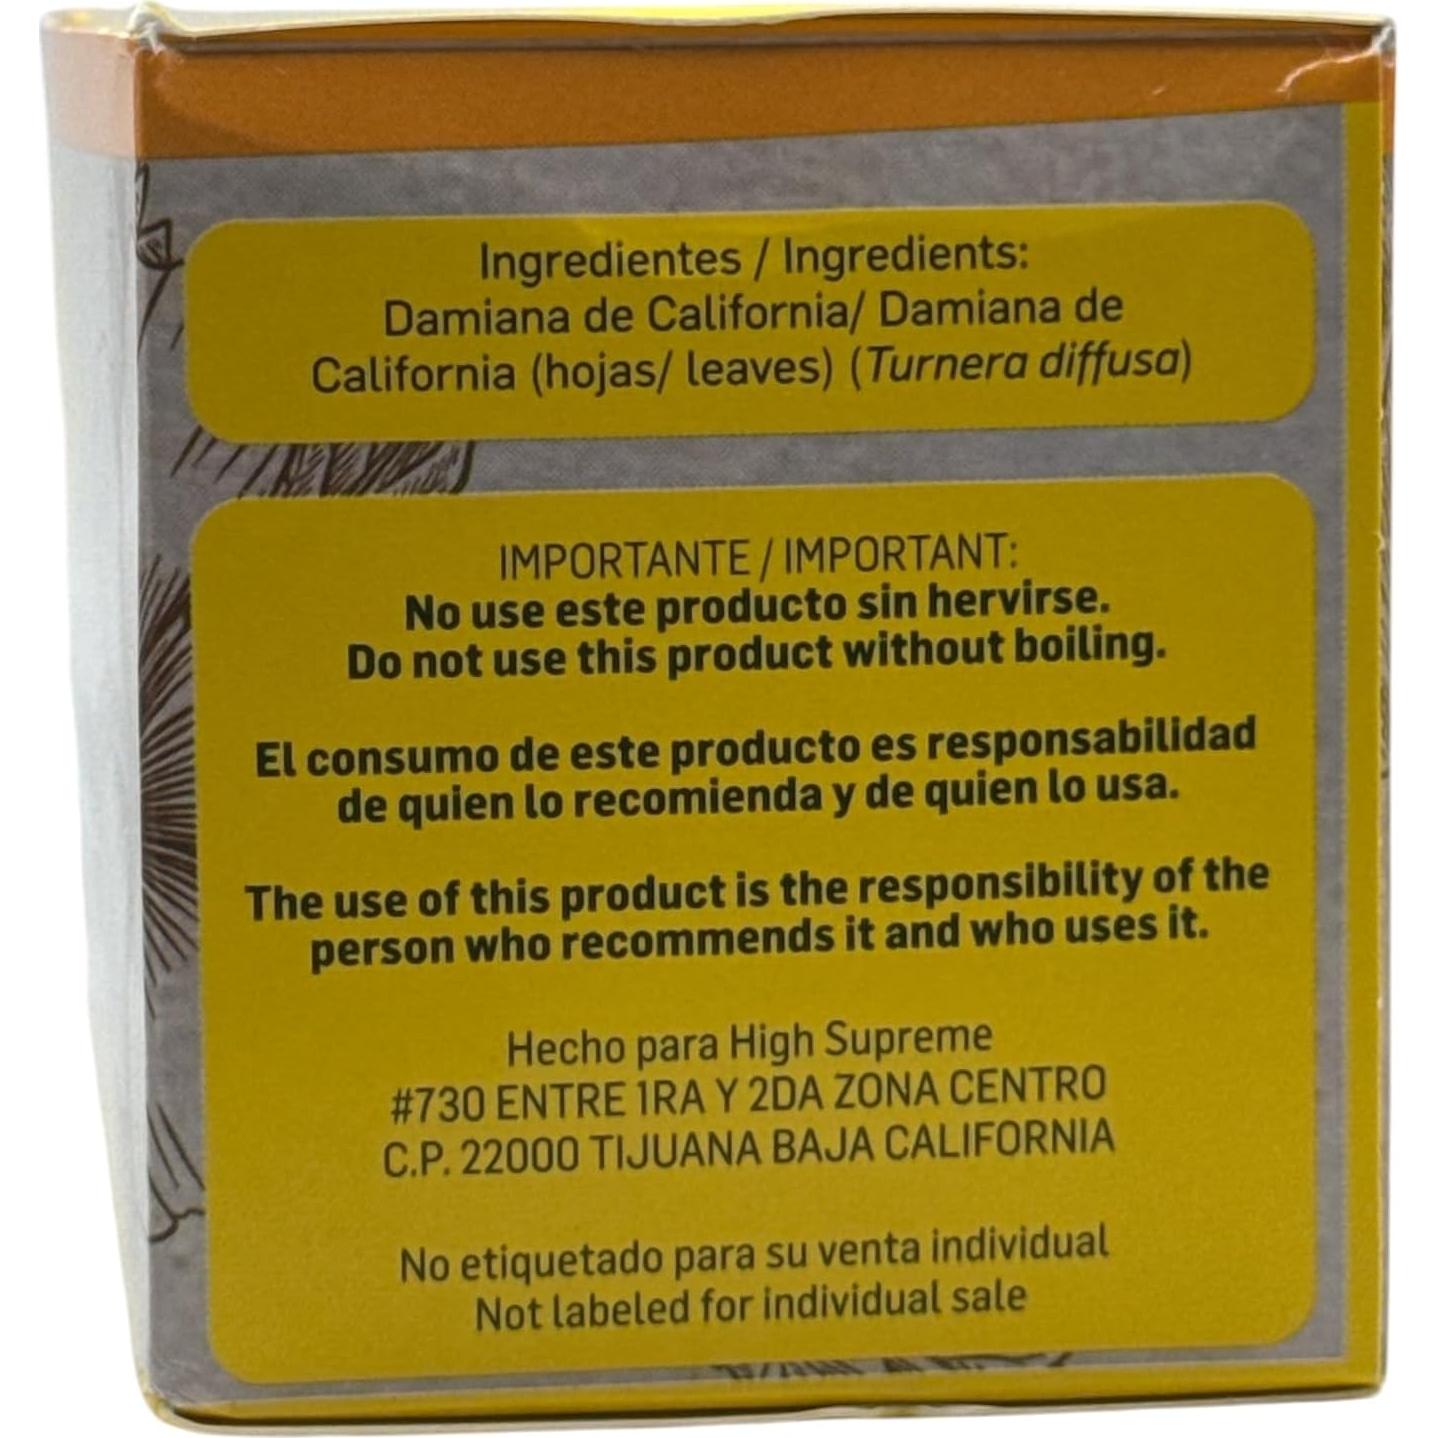 Ingredientes / Ingredients:
Damiana de California/ Damiana de
California (hojas/ leaves) (Turnera diffusa)
IMPORTANTE / IMPORTANT:
No use este producto sin hervirse.
Do not use this product without boiling.
El consumo de este producto es responsabilidad
de quien lo recomienda y de quien lo usa.
The use of this product is the responsibility of the
person who recommends it and who uses it.
Hecho para High Supreme
#730 ENTRE 1RA Y 2DA ZONA CENTRO
C.P. 22000 TIJUANA BAJA CALIFORNIA
No etiquetado para su venta individual
Not labeled for individual sale